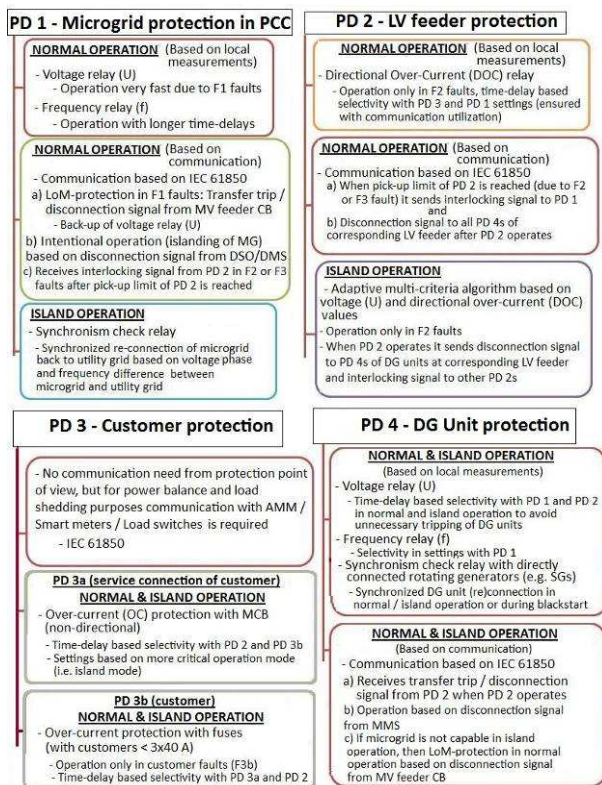 PD 1 - Microgrid protection in PCC
NORMAL OPERATION (Based on local
measurements)
- Voltage relay (U)
- Operation very fast due to F1 faults
- Frequency relay (f)
- Operation with longer time-delays
NORMAL OPERATION (Based on
communication)
- Communication based on IEC 61850
a) LoM-protection in F1 faults: Transfer trip /
disconnection signal from MV feeder CB
- Back-up of voltage relay (U)
b) Intentional operation (islanding of MG)
based on disconnection signal from DSO/DMS
c) Receives interlocking signal from PD 2 in F2 or F3
faults after pick-up limit of PD 2 is reached
ISLAND OPERATION
- Synchronism check relay
- Synchronized re-connection of microgrid
back to utility grid based on voltage phase
and frequency difference between
microgrid and utility grid
PD 2 - LV feeder protection
NORMAL OPERATION (Based on local
measurements)
- Directional Over-Current (DOC) relay
- Operation only in F2 faults, time-delay based
selectivity with PD 3 and PD 1 settings (ensured
with communication utilization)
NORMAL OPERATION (Based on
communication)
- Communication based on IEC 61850
a) When pick-up limit of PD 2 is reached (due to F2
or F3 fault) it sends interlocking signal to PD 1
and
b) Disconnection signal to all PD 4s of
corresponding LV feeder after PD 2 operates
ISLAND OPERATION
- Adaptive multi-criteria algorithm based on
voltage (U) and directional over-current (DOC)
values
- Operation only in F2 faults
- When PD 2 operates it sends disconnection signal
to PD 4s of DG units at corresponding LV feeder
and interlocking signal to other PD 2s
PD 3 - Customer protection
- No communication need from protection point
of view, but for power balance and load
shedding purposes communication with AMM /
Smart meters / Load switches is required
- IEC 61850
PD 3a (service connection of customer)
NORMAL & ISLAND OPERATION
- Over-current (OC) protection with MCB
(non-directional)
- Time-delay based selectivity with PD 2 and PD 3b
- Settings based on more critical operation mode
(i.e. island mode)
PD 3b (customer)
NORMAL & ISLAND OPERATION
- Over-current protection with fuses
(with customers < 3x40 A)
- Operation only in customer faults (F3b)
- Time-delay based selectivity with PD 3a and PD 2
PD 4 - DG Unit protection
NORMAL & ISLAND OPERATION
(Based on local measurements)
- Voltage relay (U)
- Time-delay based selectivity with PD 1 and PD 2
in normal and island operation to avoid
unnecessary tripping of DG units
- Frequency relay (f)
- Selectivity in settings with PD 1
- Synchronism check relay with directly
connected rotating generators (e.g. SGs)
- Synchronized DG unit (re)connection in
normal / island operation or during blackstart
NORMAL & ISLAND OPERATION
(Based on communication)
- Communication based on IEC 61850
a) Receives transfer trip / disconnection
signal from PD 2 when PD 2 operates
b) Operation based on disconnection signal
from MMS
c) If microgrid is not capable in island
operation, then LoM-protection in normal
operation based on disconnection signal
from MV feeder CB